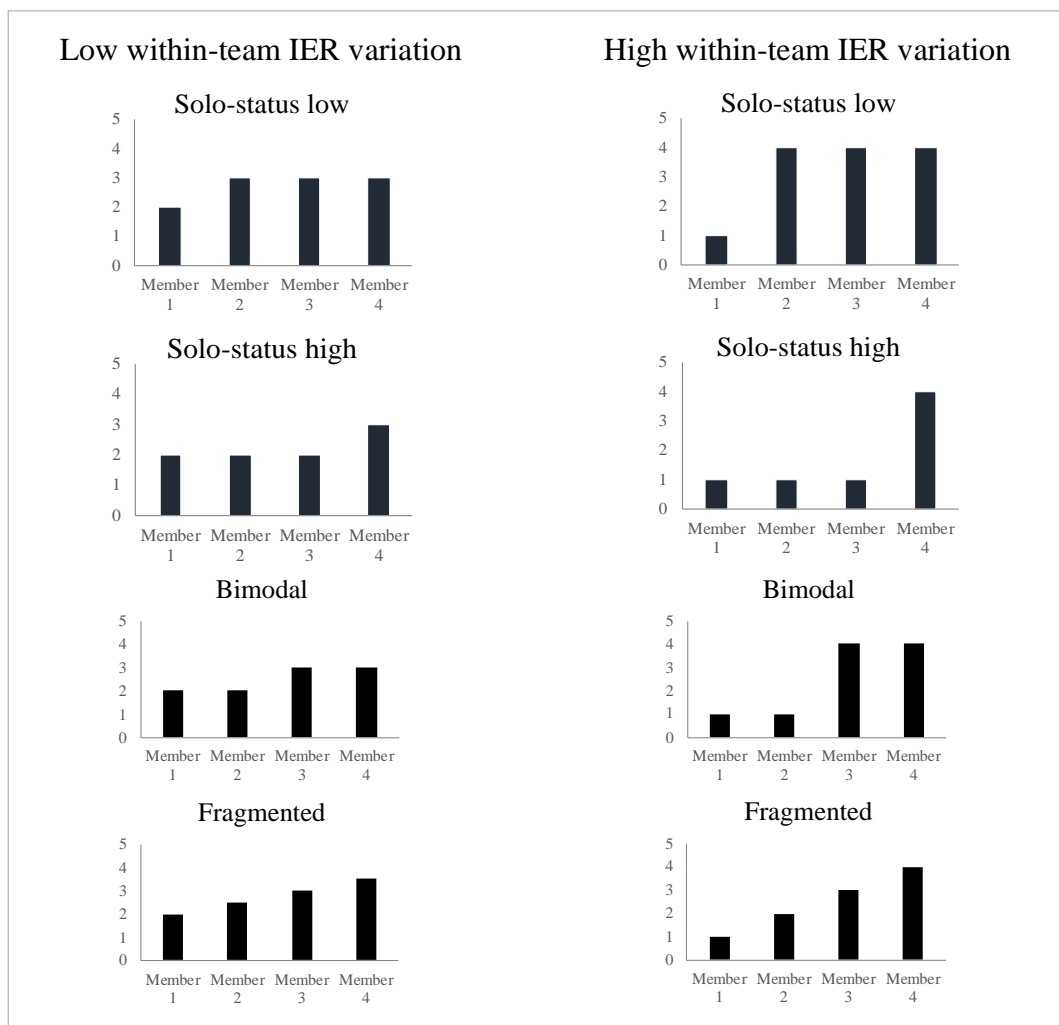 Low within-team IER variation
High within-team IER variation
Solo-status low
5
4
3
2
1
0
Member 1
Member 2
Member 3
Member 4
Solo-status low
5
4
3
2
1
0
Member 1
Member 2
Member 3
Member 4
Solo-status high
5
4
3
2
1
0
Member 1
Member 2
Member 3
Member 4
Solo-status high
5
4
3
2
1
0
Member 1
Member 2
Member 3
Member 4
Bimodal
5
4
3
2
1
0
Member 1
Member 2
Member 3
Member 4
Bimodal
5
4
3
2
1
0
Member 1
Member 2
Member 3
Member 4
Fragmented
5
4
3
2
1
0
Member 1
Member 2
Member 3
Member 4
Fragmented
5
4
3
2
1
0
Member 1
Member 2
Member 3
Member 4